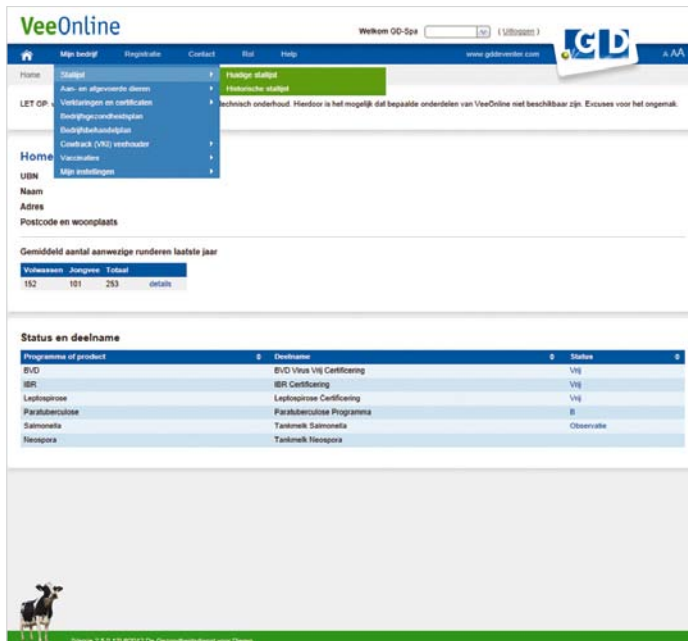 VeeOnline
Welkom GD-Spa
( Uitloggen )
GD
Mijn bedrijf Registratie Contact Rol Help www.gddeventer.com A AA
Home
Stallijst
Huidige stallijst
Aan- en afgevoerde dieren
Historische stallijst
LET OP:
technisch onderhoud. Hierdoor is het mogelijk dat bepaalde onderdelen van VeeOnline niet beschikbaar zijn. Excuses voor het ongemak.
Verklaringen en certificaten
Bedrijfsgezondheidsplan
Bedrijfsbehandelplan
Cowtrack (VKI) veehouder
Vaccinaties
Mijn instellingen
Home
UBN
Naam
Adres
Postcode en woonplaats
Gemiddeld aantal aanwezige runderen laatste jaar
Volwassen Jongvee Totaal
152 101 253 details
Status en deelname
Programma of product Deelname Status
BVD BVD Virus Vrij Certificering Vrij
IBR IBR Certificering Vrij
Leptospirose Leptospirose Certificering Vrij
Paratuberculose Paratuberculose Programma B
Salmonella Tankmelk Salmonella Observatie
Neospora Tankmelk Neospora